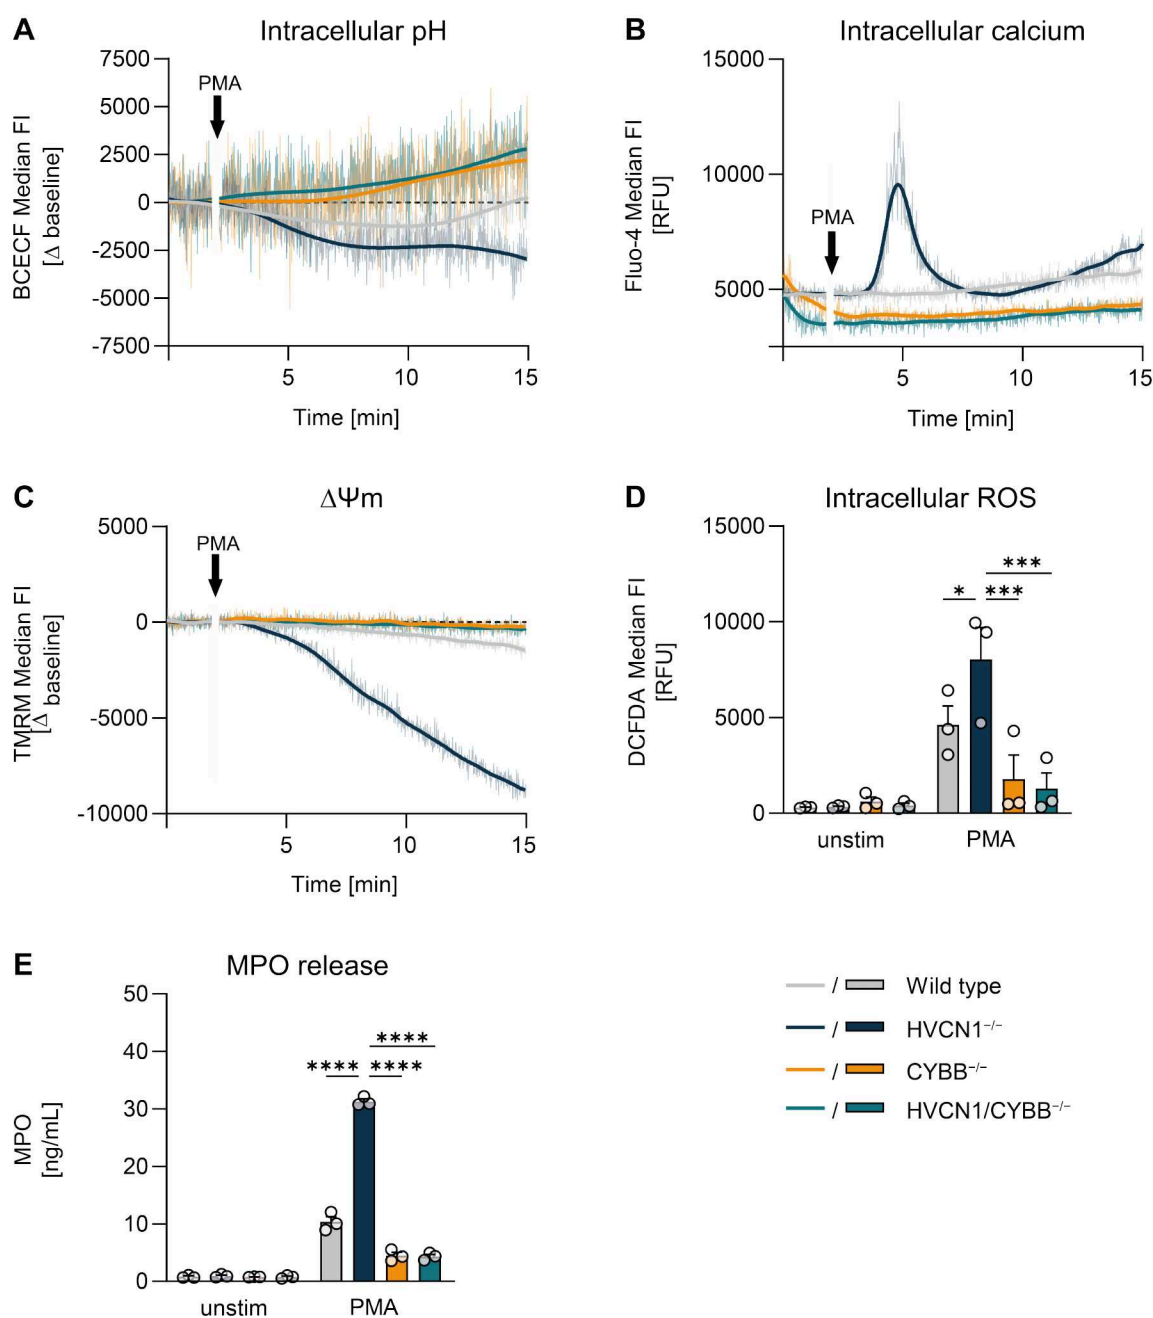 A
Intracellular pH
BCECF Median FI
[Δ baseline]
7500
5000
2500
0
-2500
-5000
-7500
PMA
5
10
15
Time [min]
B
Intracellular calcium
Fluo-4 Median FI
[RFU]
15000
10000
5000
PMA
5
10
15
Time [min]
C
ΔΨm
TMRM Median FI
[Δ baseline]
5000
0
-5000
-10000
PMA
5
10
15
Time [min]
D
Intracellular ROS
DCFDA Median FI
[RFU]
15000
10000
5000
0
***
* ***
unstim
PMA
E
MPO release
MPO
[ng/mL]
50
40
30
20
10
0
****
**** ****
unstim
PMA
/ Wild type
/ HVCN1⁻/⁻
/ CYBB⁻/⁻
/ HVCN1/CYBB⁻/⁻